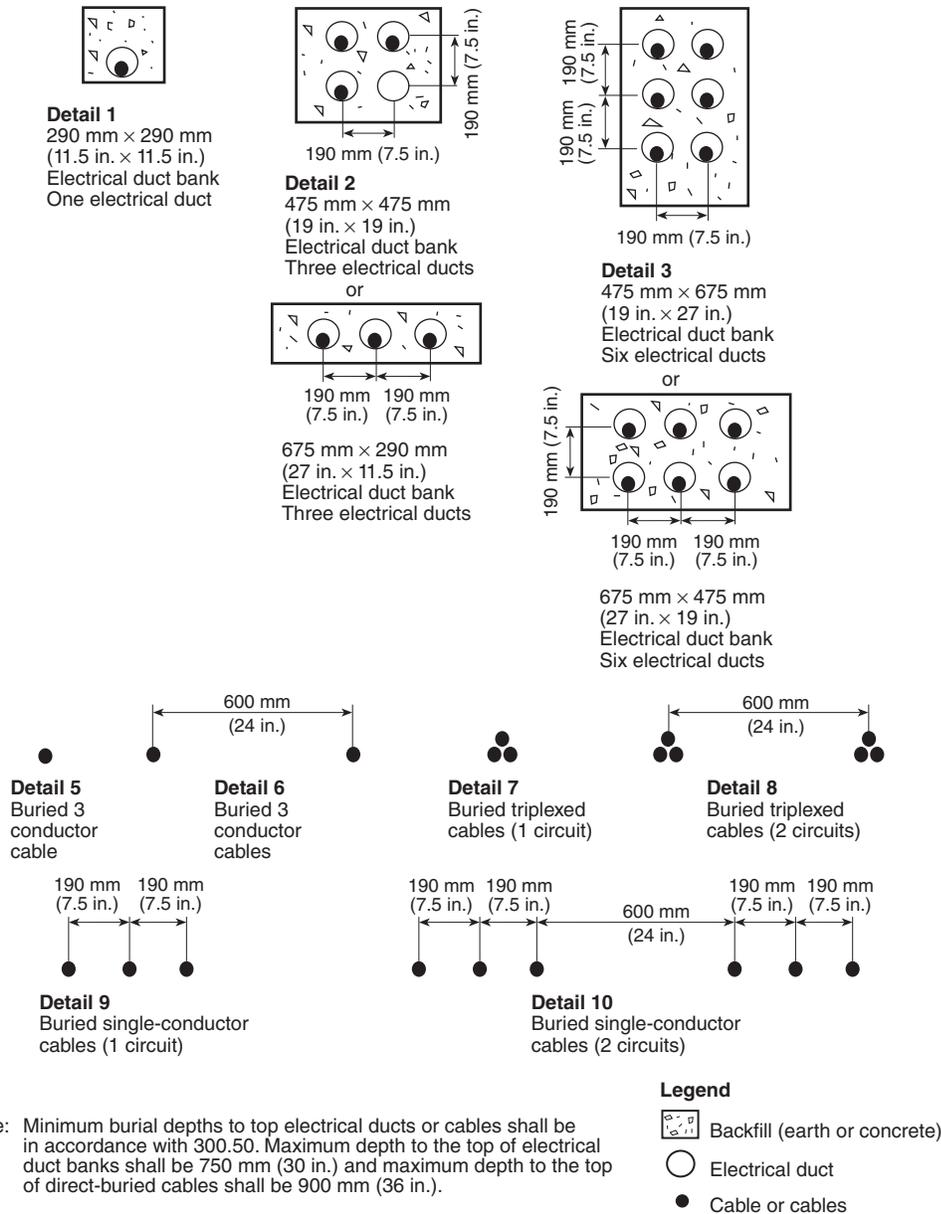 Detail 1
290 mm × 290 mm
(11.5 in. × 11.5 in.)
Electrical duct bank
One electrical duct
190 mm (7.5 in.)
190 mm (7.5 in.)
Detail 2
475 mm × 475 mm
(19 in. × 19 in.)
Electrical duct bank
Three electrical ducts
or
190 mm
(7.5 in.)
190 mm
(7.5 in.)
675 mm × 290 mm
(27 in. × 11.5 in.)
Electrical duct bank
Three electrical ducts
190 mm
(7.5 in.)
190 mm
(7.5 in.)
190 mm (7.5 in.)
Detail 3
475 mm × 675 mm
(19 in. × 27 in.)
Electrical duct bank
Six electrical ducts
or
190 mm (7.5 in.)
190 mm
(7.5 in.)
190 mm
(7.5 in.)
675 mm × 475 mm
(27 in. × 19 in.)
Electrical duct bank
Six electrical ducts
600 mm
(24 in.)
600 mm
(24 in.)
Detail 5
Buried 3
conductor
cable
Detail 6
Buried 3
conductor
cables
Detail 7
Buried triplexed
cables (1 circuit)
Detail 8
Buried triplexed
cables (2 circuits)
190 mm
(7.5 in.)
190 mm
(7.5 in.)
Detail 9
Buried single-conductor
cables (1 circuit)
190 mm
(7.5 in.)
190 mm
(7.5 in.)
600 mm
(24 in.)
190 mm
(7.5 in.)
190 mm
(7.5 in.)
Detail 10
Buried single-conductor
cables (2 circuits)
e: Minimum burial depths to top electrical ducts or cables shall be
in accordance with 300.50. Maximum depth to the top of electrical
duct banks shall be 750 mm (30 in.) and maximum depth to the top
of direct-buried cables shall be 900 mm (36 in.).
Legend
Backfill (earth or concrete)
Electrical duct
Cable or cables